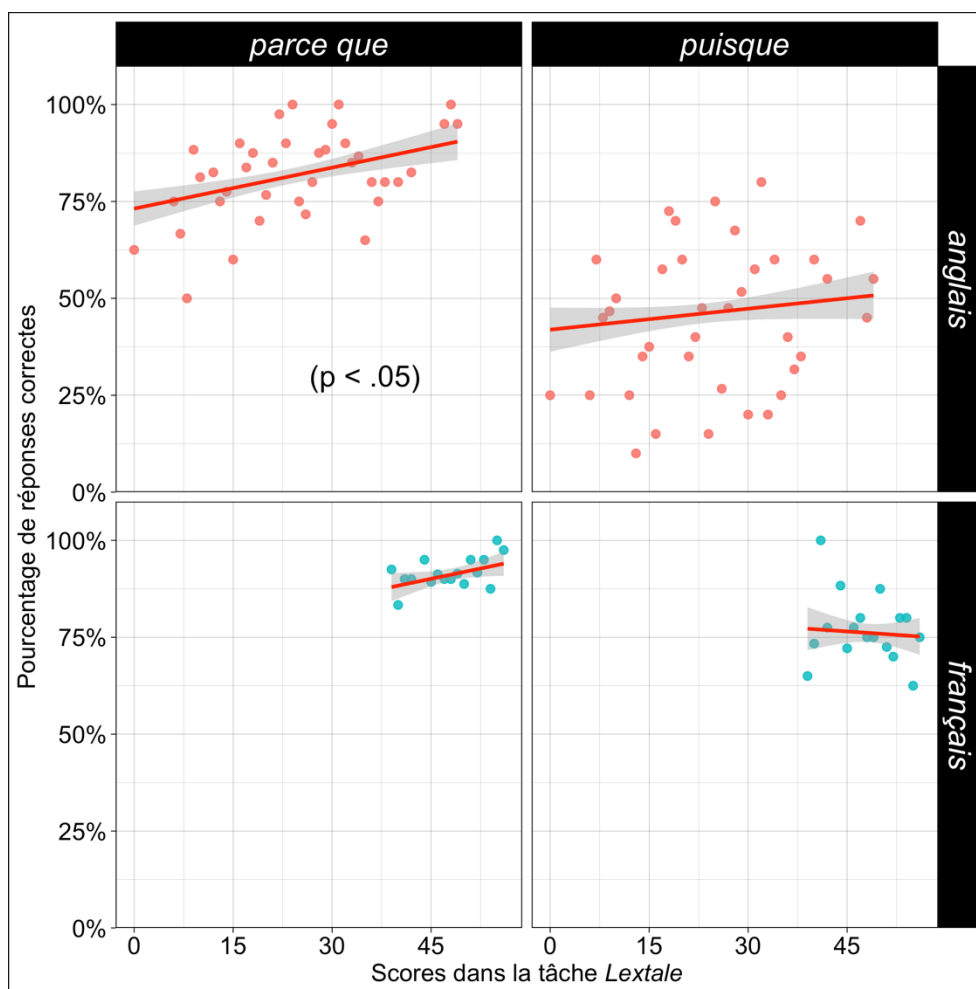 parce que
puisque
Pourcentage de réponses correctes
100%
75%
50%
25%
0%
(p < .05)
anglais
100%
75%
50%
25%
0%
français
0 15 30 45
0 15 30 45
Scores dans la tâche Lextale